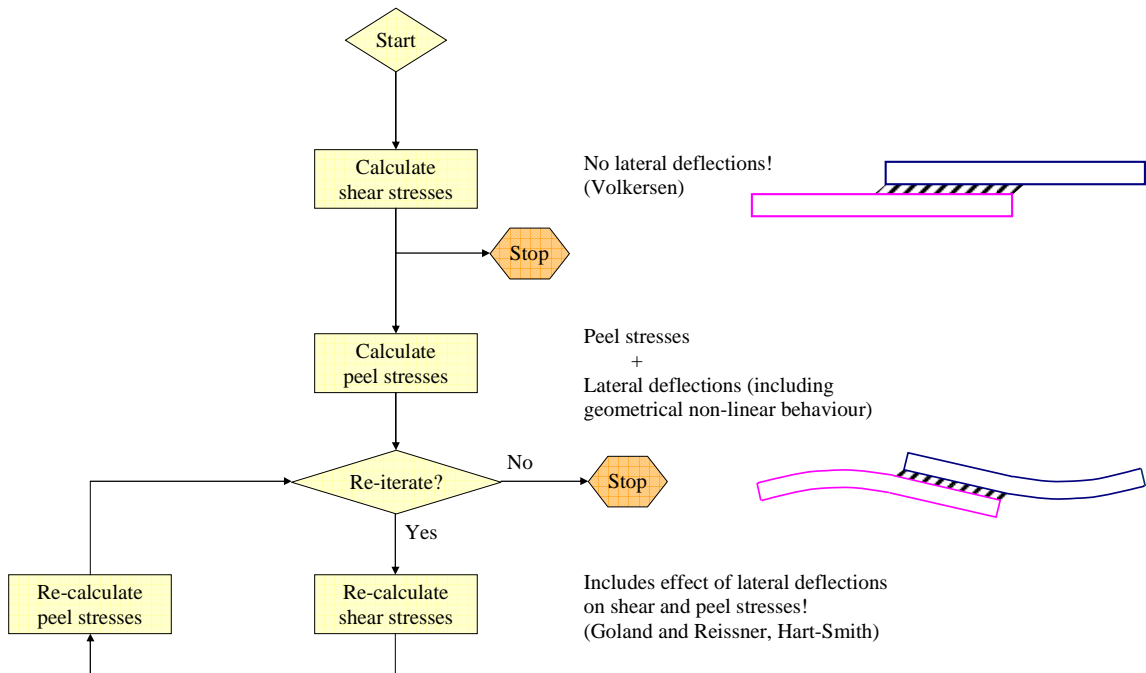 Start
Calculate
shear stresses
No lateral deflections!
(Volkersen)
Stop
Calculate
peel stresses
Peel stresses
+
Lateral deflections (including
geometrical non-linear behaviour)
Re-iterate?
No
Stop
Yes
Re-calculate
peel stresses
Re-calculate
shear stresses
Includes effect of lateral deflections
on shear and peel stresses!
(Goland and Reissner, Hart-Smith)